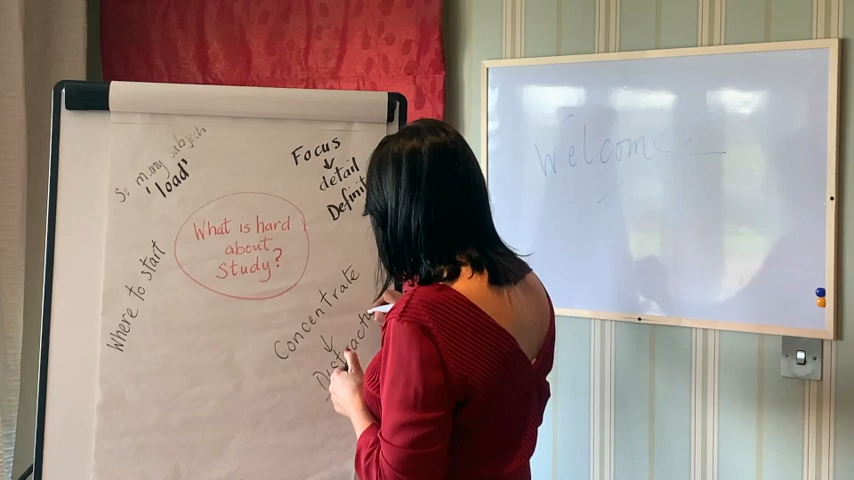 So many subjects
'load'
Focus
↓
detail
What is hard
about
study?
Where to start
Concentrate
↓
Welcome